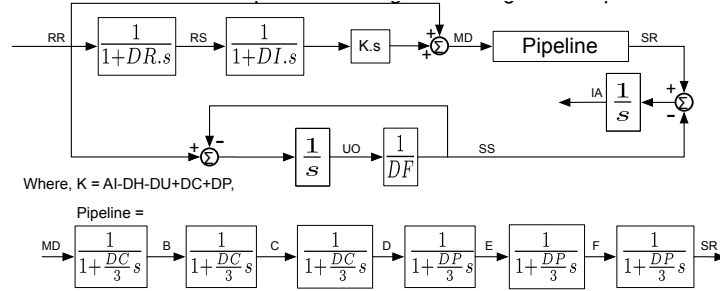 RR
1
1+DR.s
RS
1
1+DI.s
K.s
+
+
Σ
MD
Pipeline
SR
+
Σ
-
1
s
IA
+
-
Σ
1
s
UO
1
DF
SS
Where, K = AI-DH-DU+DC+DP,
Pipeline =
MD
1
1+DC/3 s
B
1
1+DC/3 s
C
1
1+DC/3 s
D
1
1+DP/3 s
E
1
1+DP/3 s
F
1
1+DP/3 s
SR